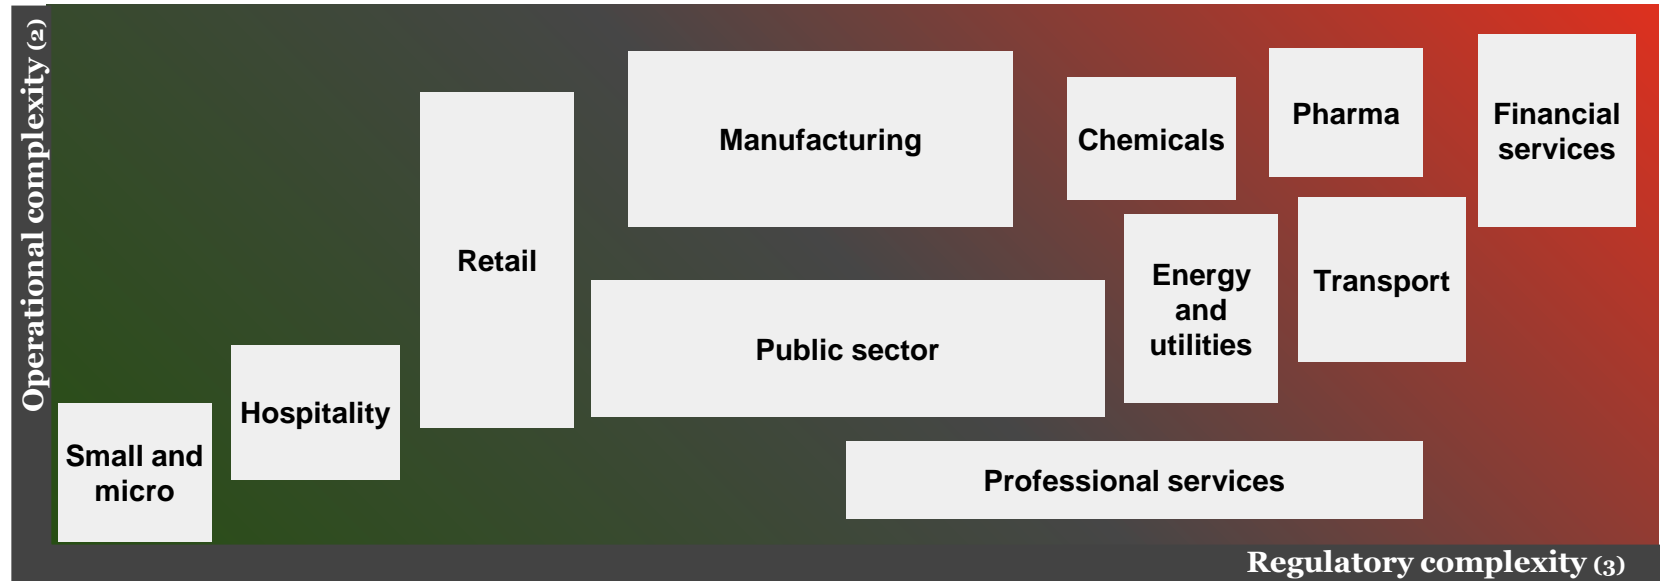 Operational complexity (2)
Manufacturing
Chemicals
Pharma
Financial
services
Retail
Energy
and
utilities
Transport
Public sector
Hospitality
Small and
micro
Professional services
Regulatory complexity (3)